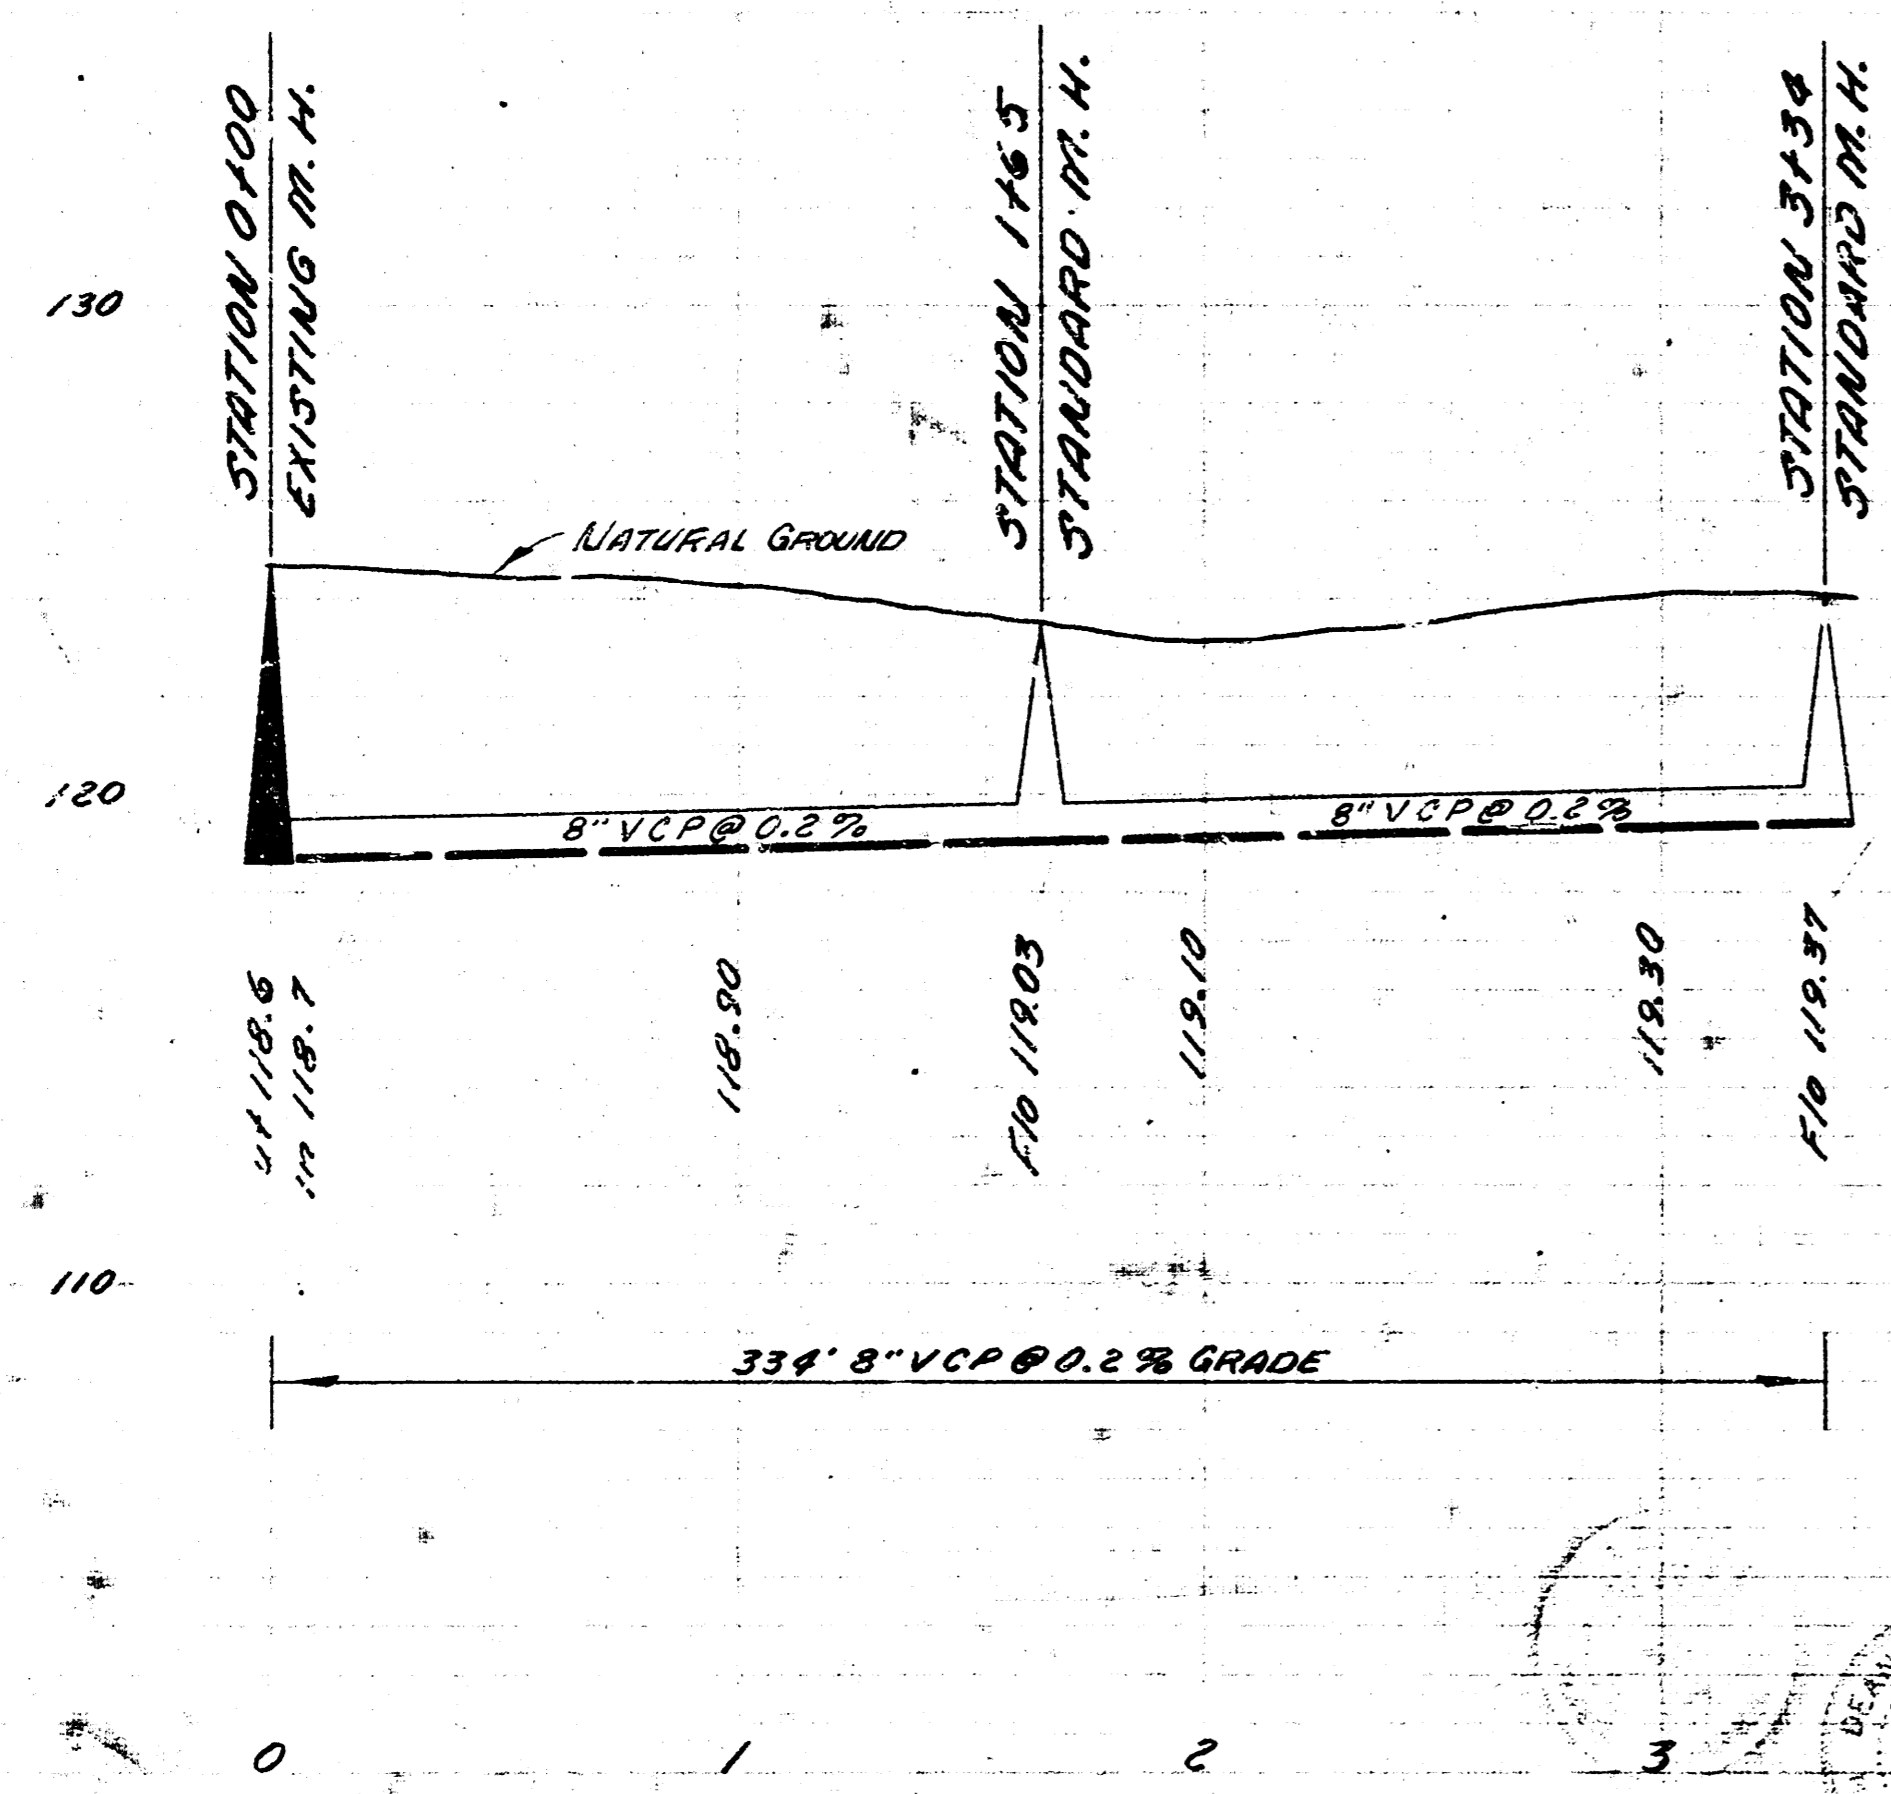 STATION 0+00
EXISTING M.H.
STATION 1+65
STANDARD M.H.
STATION 3+34
STANDARD M.H.
130
NATURAL GROUND
120
8" VCP @ 0.2%
8" VCP @ 0.2%
ut 118.6
in 118.7
118.90
F/O 119.03
119.10
119.30
F/O 119.37
110
334' 8" VCP @ 0.2% GRADE
0
1
2
3